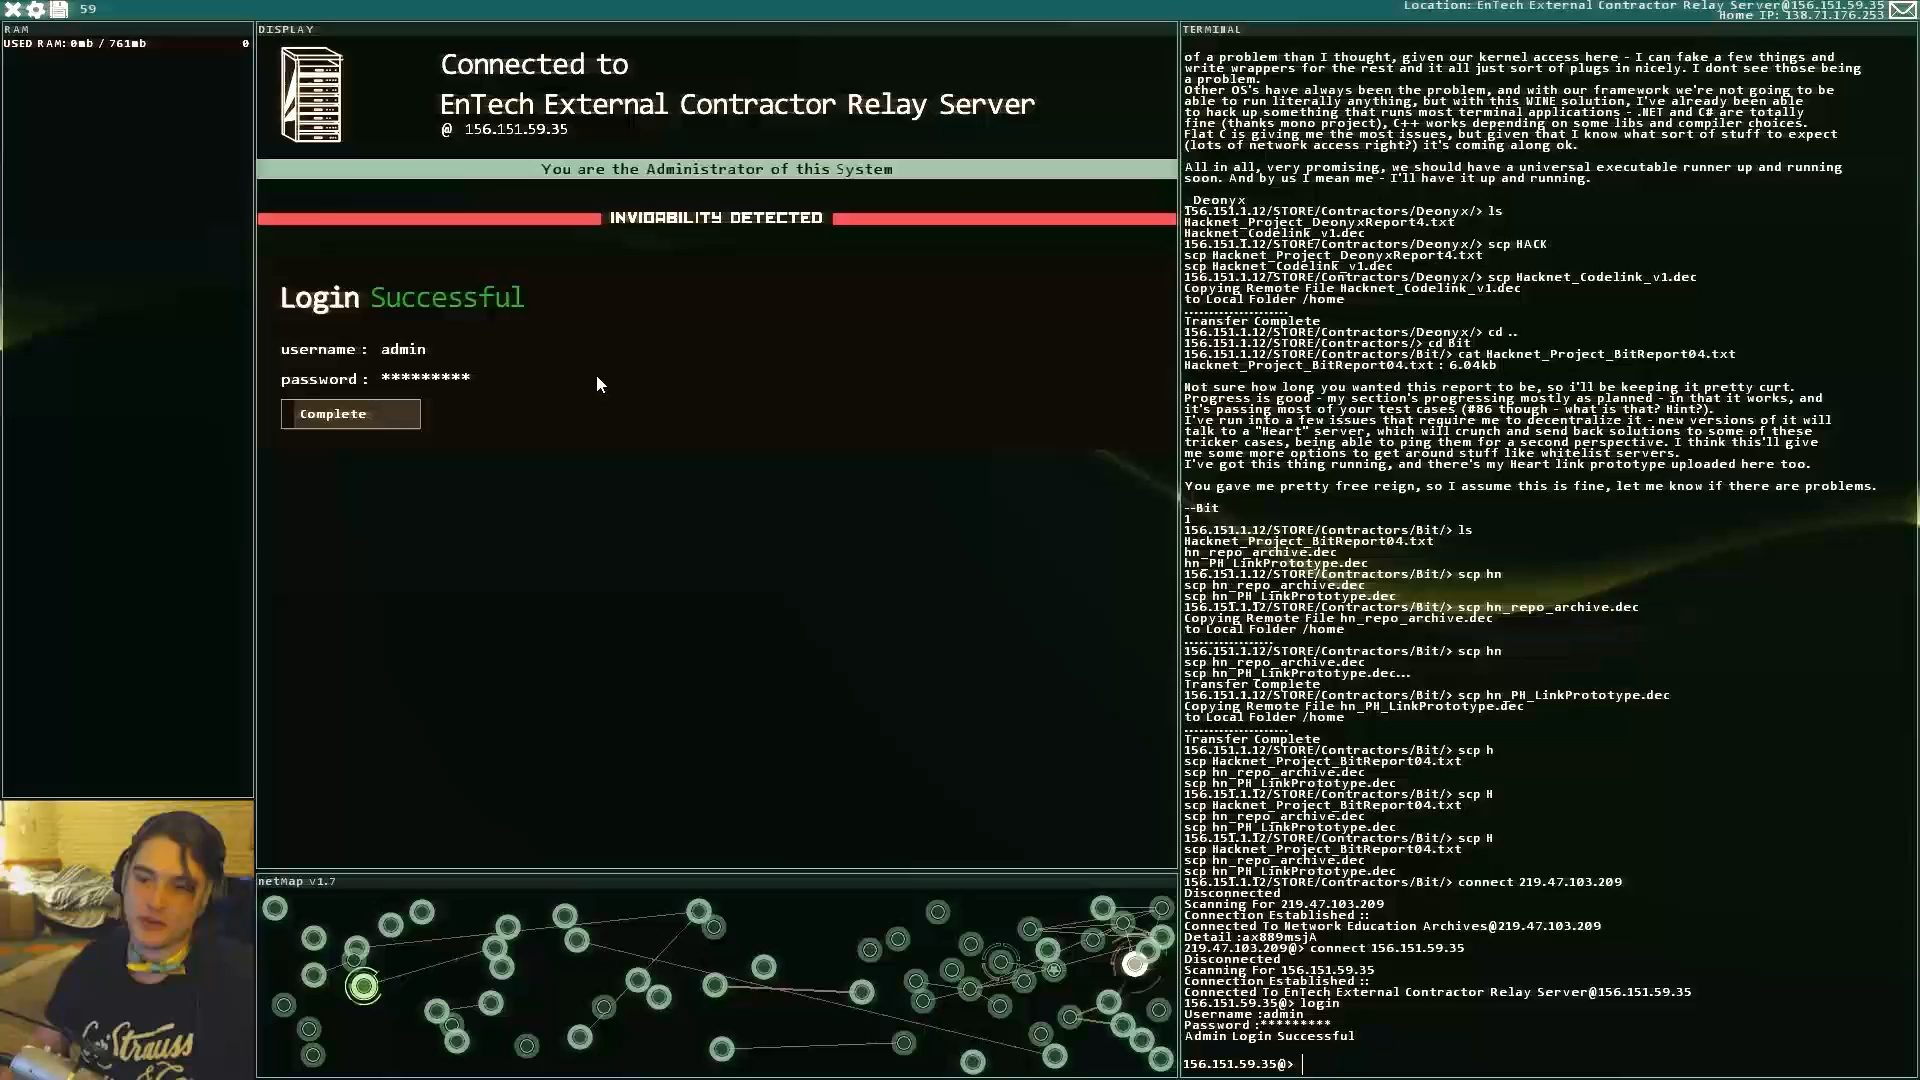 59
Location: EnTech External Contractor Relay Server@156.151.59.35
Home IP: 138.71.176.253
RAM
USED RAM: 0mb / 761mb
0
DISPLAY
Connected to
EnTech External Contractor Relay Server
@ 156.151.59.35
You are the Administrator of this System
INVIOABILITY DETECTED
Login Successful
username : admin
password : *********
Complete
netMap v1.7
Strauss
TERMINAL
of a problem than I thought, given our kernel access here - I can fake a few things and
write wrappers for the rest and it all just sort of plugs in nicely. I dont see those being
a problem.
Other OS's have always been the problem, and with our framework we're not going to be
able to run literally anything, but with this WINE solution, I've already been able
to hack up something that runs most terminal applications - .NET and C# are totally
fine (thanks mono project), C++ works depending on some libs and compiler choices.
Flat C is giving me the most issues, but given that I know what sort of stuff to expect
(lots of network access right?) it's coming along ok.
All in all, very promising, we should have a universal executable runner up and running
soon. And by us I mean me - I'll have it up and running.
_Deonyx
156.151.1.12/STORE/Contractors/Deonyx/> ls
Hacknet_Project_DeonyxReport4.txt
Hacknet_Codelink_v1.dec
156.151.1.12/STORE/Contractors/Deonyx/> scp HACK
scp Hacknet_Project_DeonyxReport4.txt
scp Hacknet_Codelink_v1.dec
156.151.1.12/STORE/Contractors/Deonyx/> scp Hacknet_Codelink_v1.dec
Copying Remote File Hacknet_Codelink_v1.dec
to Local Folder /home
.....................
Transfer Complete
156.151.1.12/STORE/Contractors/Deonyx/> cd ..
156.151.1.12/STORE/Contractors/> cd Bit
156.151.1.12/STORE/Contractors/Bit/> cat Hacknet_Project_BitReport04.txt
Hacknet_Project_BitReport04.txt : 6.04kb
Not sure how long you wanted this report to be, so i'll be keeping it pretty curt.
Progress is good - my section's progressing mostly as planned - in that it works, and
it's passing most of your test cases (#86 though - what is that? Hint?).
I've run into a few issues that require me to decentralize it - new versions of it will
talk to a "Heart" server, which will crunch and send back solutions to some of these
tricker cases, being able to ping them for a second perspective. I think this'll give
me some more options to get around stuff like whitelist servers.
I've got this thing running, and there's my Heart link prototype uploaded here too.
You gave me pretty free reign, so I assume this is fine, let me know if there are problems.
--Bit
1
156.151.1.12/STORE/Contractors/Bit/> ls
Hacknet_Project_BitReport04.txt
hn_repo_archive.dec
hn_PH_LinkPrototype.dec
156.151.1.12/STORE/Contractors/Bit/> scp hn
scp hn_repo_archive.dec
scp hn_PH_LinkPrototype.dec
156.151.1.12/STORE/Contractors/Bit/> scp hn_repo_archive.dec
Copying Remote File hn_repo_archive.dec
to Local Folder /home
..................
156.151.1.12/STORE/Contractors/Bit/> scp hn
scp hn_repo_archive.dec
scp hn_PH_LinkPrototype.dec...
Transfer Complete
156.151.1.12/STORE/Contractors/Bit/> scp hn_PH_LinkPrototype.dec
Copying Remote File hn_PH_LinkPrototype.dec
to Local Folder /home
.....................
Transfer Complete
156.151.1.12/STORE/Contractors/Bit/> scp h
scp Hacknet_Project_BitReport04.txt
scp hn_repo_archive.dec
scp hn_PH_LinkPrototype.dec
156.151.1.12/STORE/Contractors/Bit/> scp H
scp Hacknet_Project_BitReport04.txt
scp hn_repo_archive.dec
scp hn_PH_LinkPrototype.dec
156.151.1.12/STORE/Contractors/Bit/> scp H
scp Hacknet_Project_BitReport04.txt
scp hn_repo_archive.dec
scp hn_PH_LinkPrototype.dec
156.151.1.12/STORE/Contractors/Bit/> connect 219.47.103.209
Disconnected
Scanning For 219.47.103.209
Connection Established ::
Connected To Network Education Archives@219.47.103.209
Detail :ax889msjA
219.47.103.209@> connect 156.151.59.35
Disconnected
Scanning For 156.151.59.35
Connection Established ::
Connected To EnTech External Contractor Relay Server@156.151.59.35
156.151.59.35@> login
Username :admin
Password :*********
Admin Login Successful
156.151.59.35@>